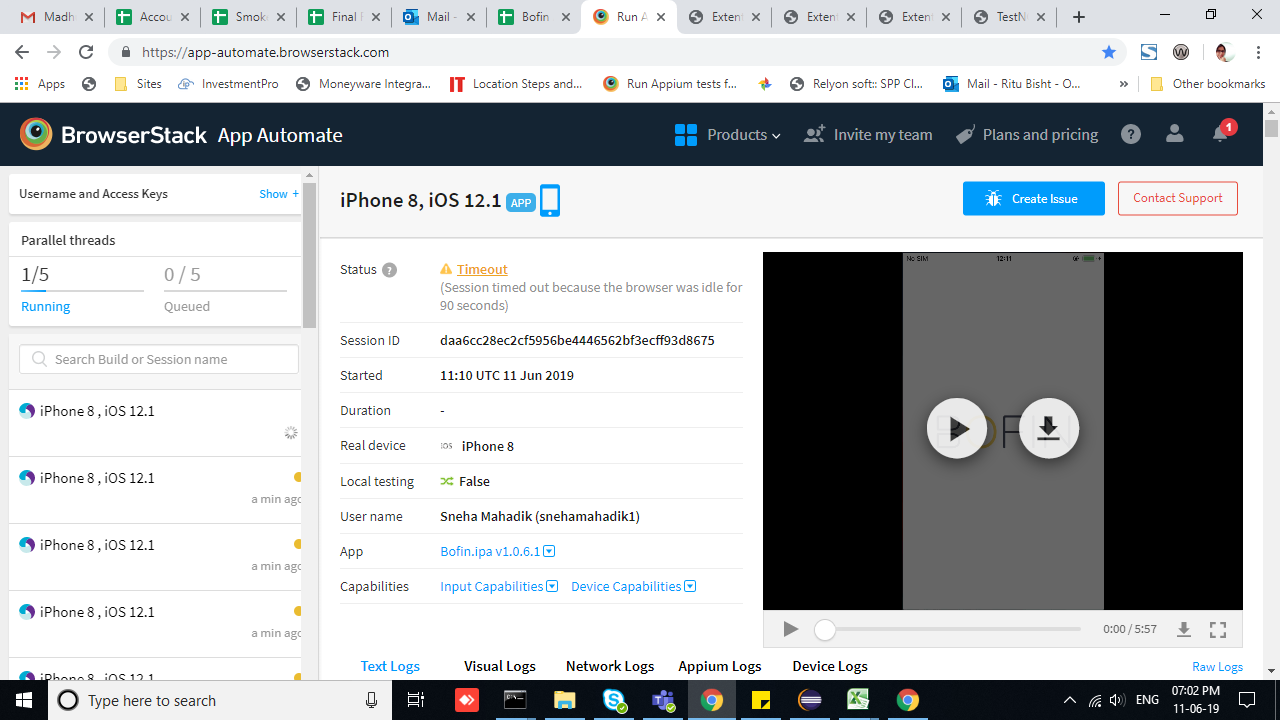 Madh
Accou
Smok
Final
Mail -
Bofin
Run A
Extent
Extent
Extent
TestN
https://app-automate.browserstack.com
Apps
Sites
InvestmentPro
Moneyware Integra...
IT Location Steps and...
Run Appium tests f...
Relyon soft:: SPP Cl...
Mail - Ritu Bisht - O...
»
Other bookmarks
BrowserStack App Automate
Products
Invite my team
Plans and pricing
?
1
Username and Access Keys
Show +
Parallel threads
1/5
0 / 5
Running
Queued
Search Build or Session name
iPhone 8 , iOS 12.1
iPhone 8 , iOS 12.1
a min ago
iPhone 8 , iOS 12.1
a min ago
iPhone 8 , iOS 12.1
a min ago
iPhone 8 , iOS 12.1
iPhone 8, iOS 12.1 APP
Create Issue
Contact Support
Status ? Timeout
(Session timed out because the browser was idle for
90 seconds)
Session ID daa6cc28ec2cf5956be4446562bf3ecff93d8675
Started 11:10 UTC 11 Jun 2019
Duration -
Real device iOS iPhone 8
Local testing False
User name Sneha Mahadik (snehamahadik1)
App Bofin.ipa v1.0.6.1
Capabilities Input Capabilities Device Capabilities
No SIM 12:11
0:00 / 5:57
Text Logs Visual Logs Network Logs Appium Logs Device Logs Raw Logs
Type here to search
ENG
07:02 PM
11-06-19